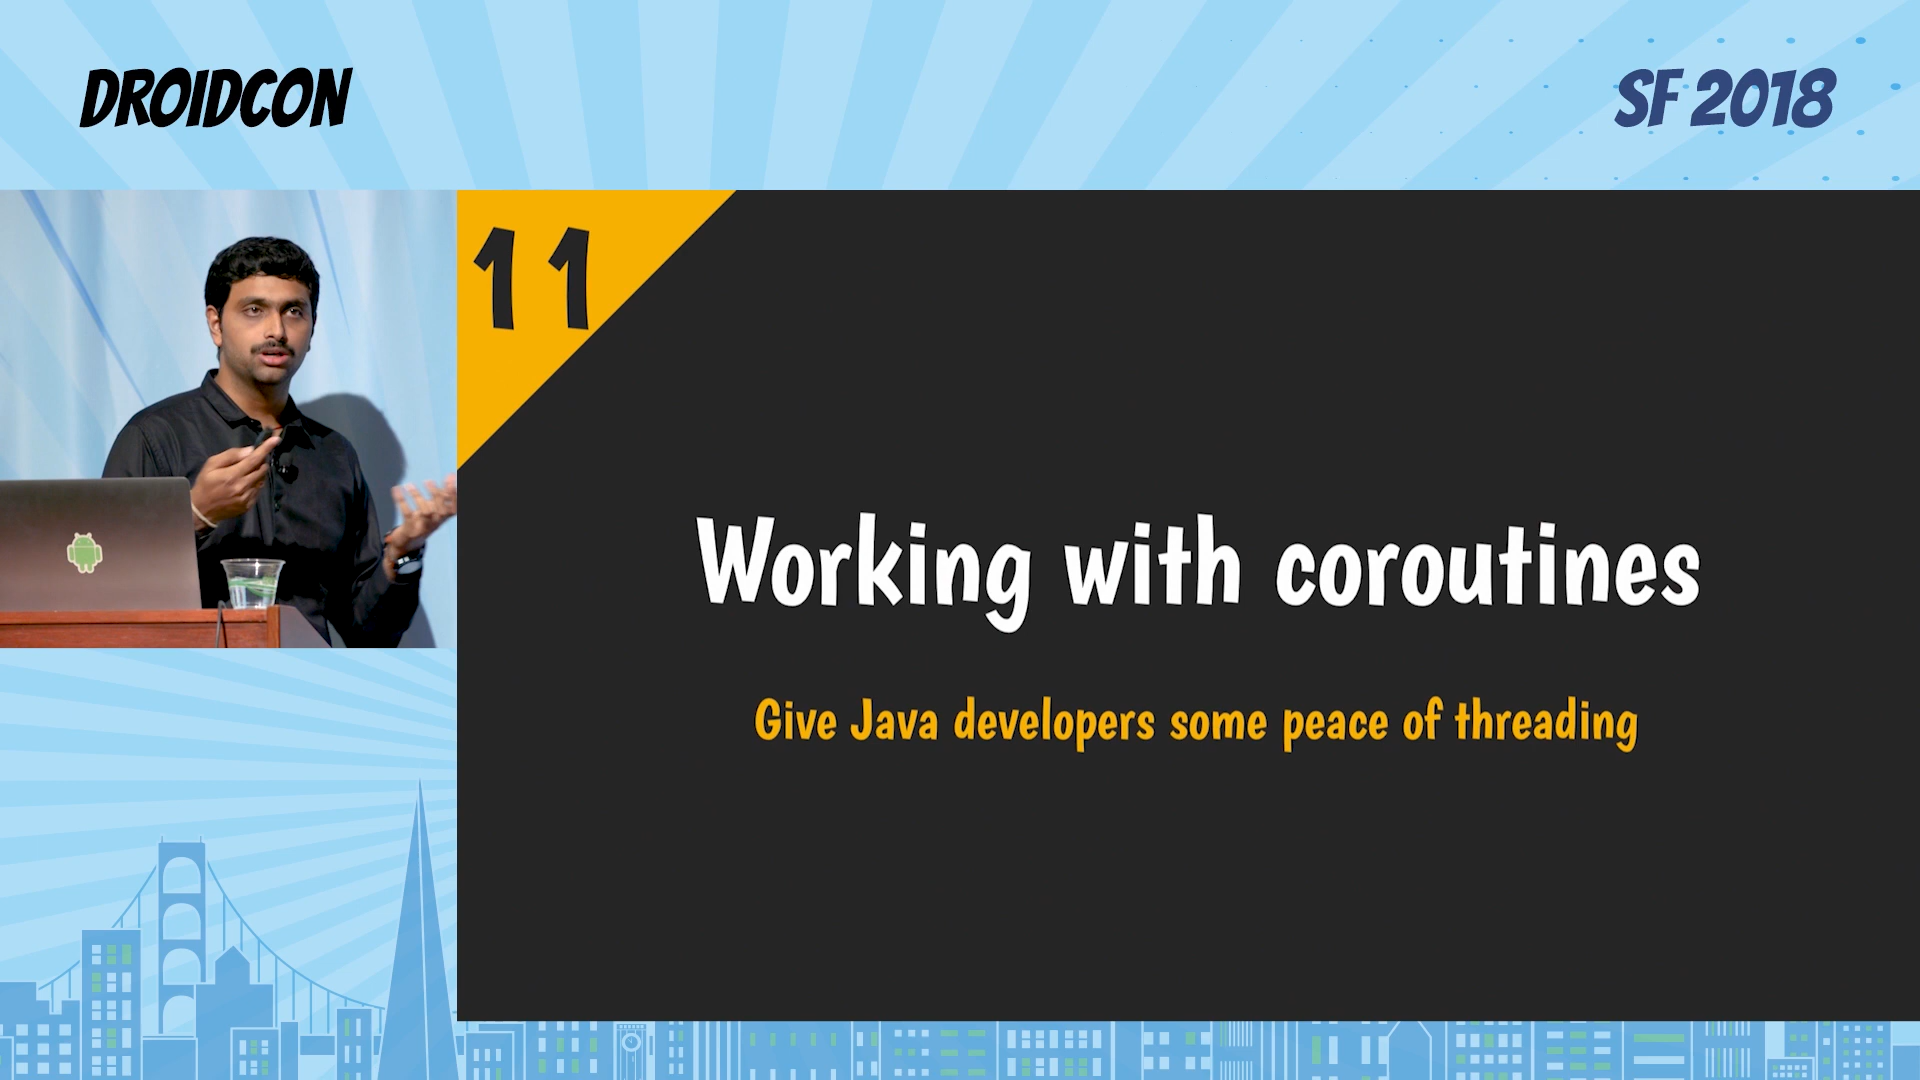 DROIDCON
SF 2018
11
Working with coroutines
Give Java developers some peace of threading